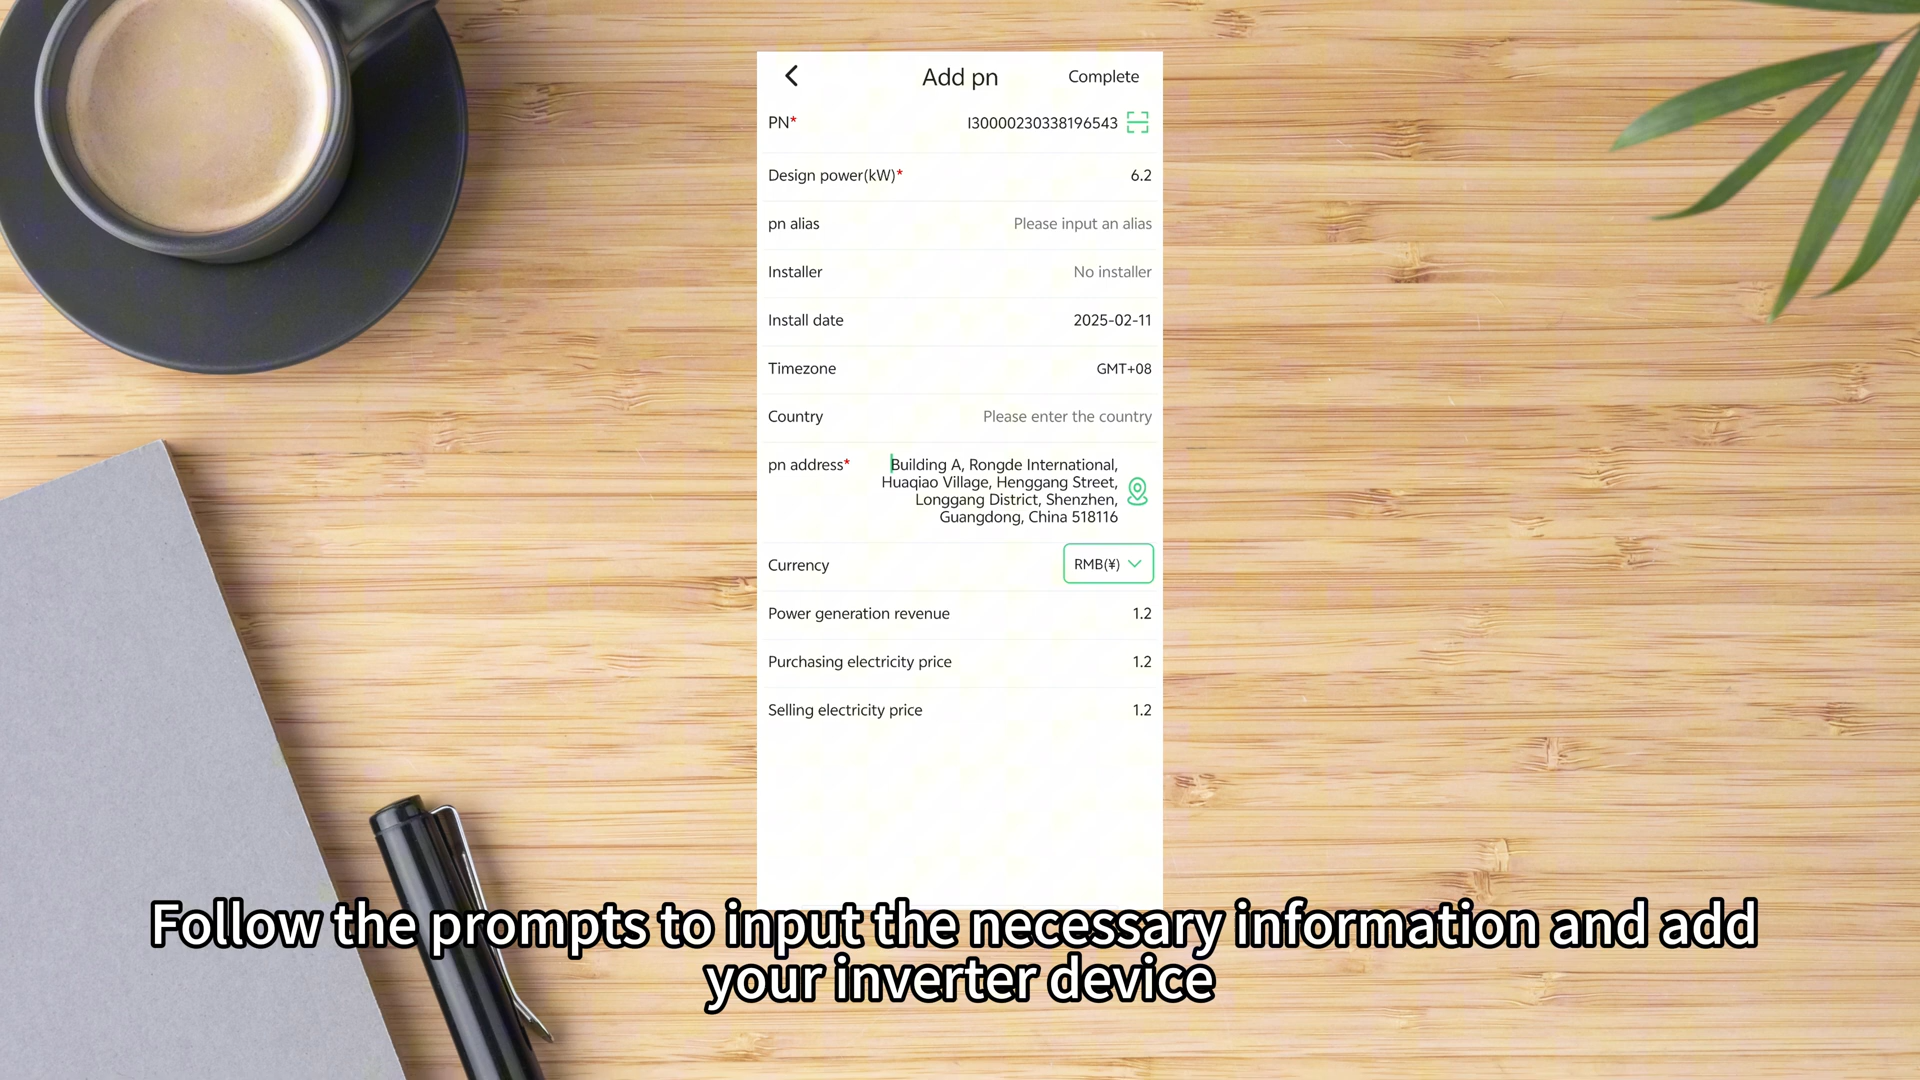 Add pn
Complete
PN*
I30000230338196543
Design power(kW)*
6.2
pn alias
Please input an alias
Installer
No installer
Install date
2025-02-11
Timezone
GMT+08
Country
Please enter the country
pn address*
Building A, Rongde International,
Huaqiao Village, Henggang Street,
Longgang District, Shenzhen,
Guangdong, China 518116
Currency
RMB(¥)
Power generation revenue
1.2
Purchasing electricity price
1.2
Selling electricity price
1.2
Follow the prompts to input the necessary information and add
your inverter device